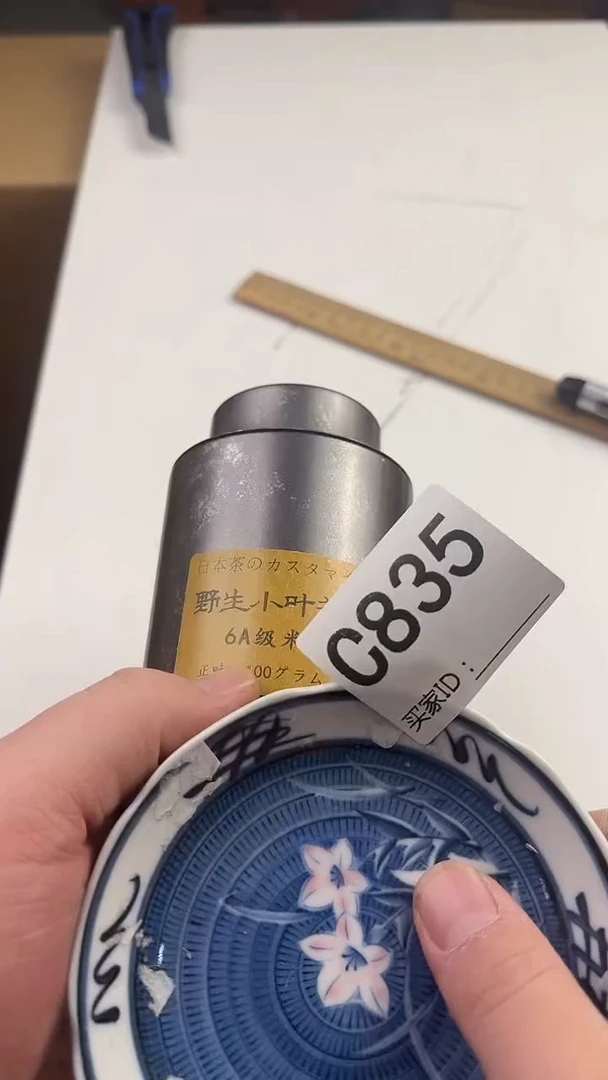 日本茶のカスタマ
野生小叶
6A级
正味 100グラム
C835
买家ID：